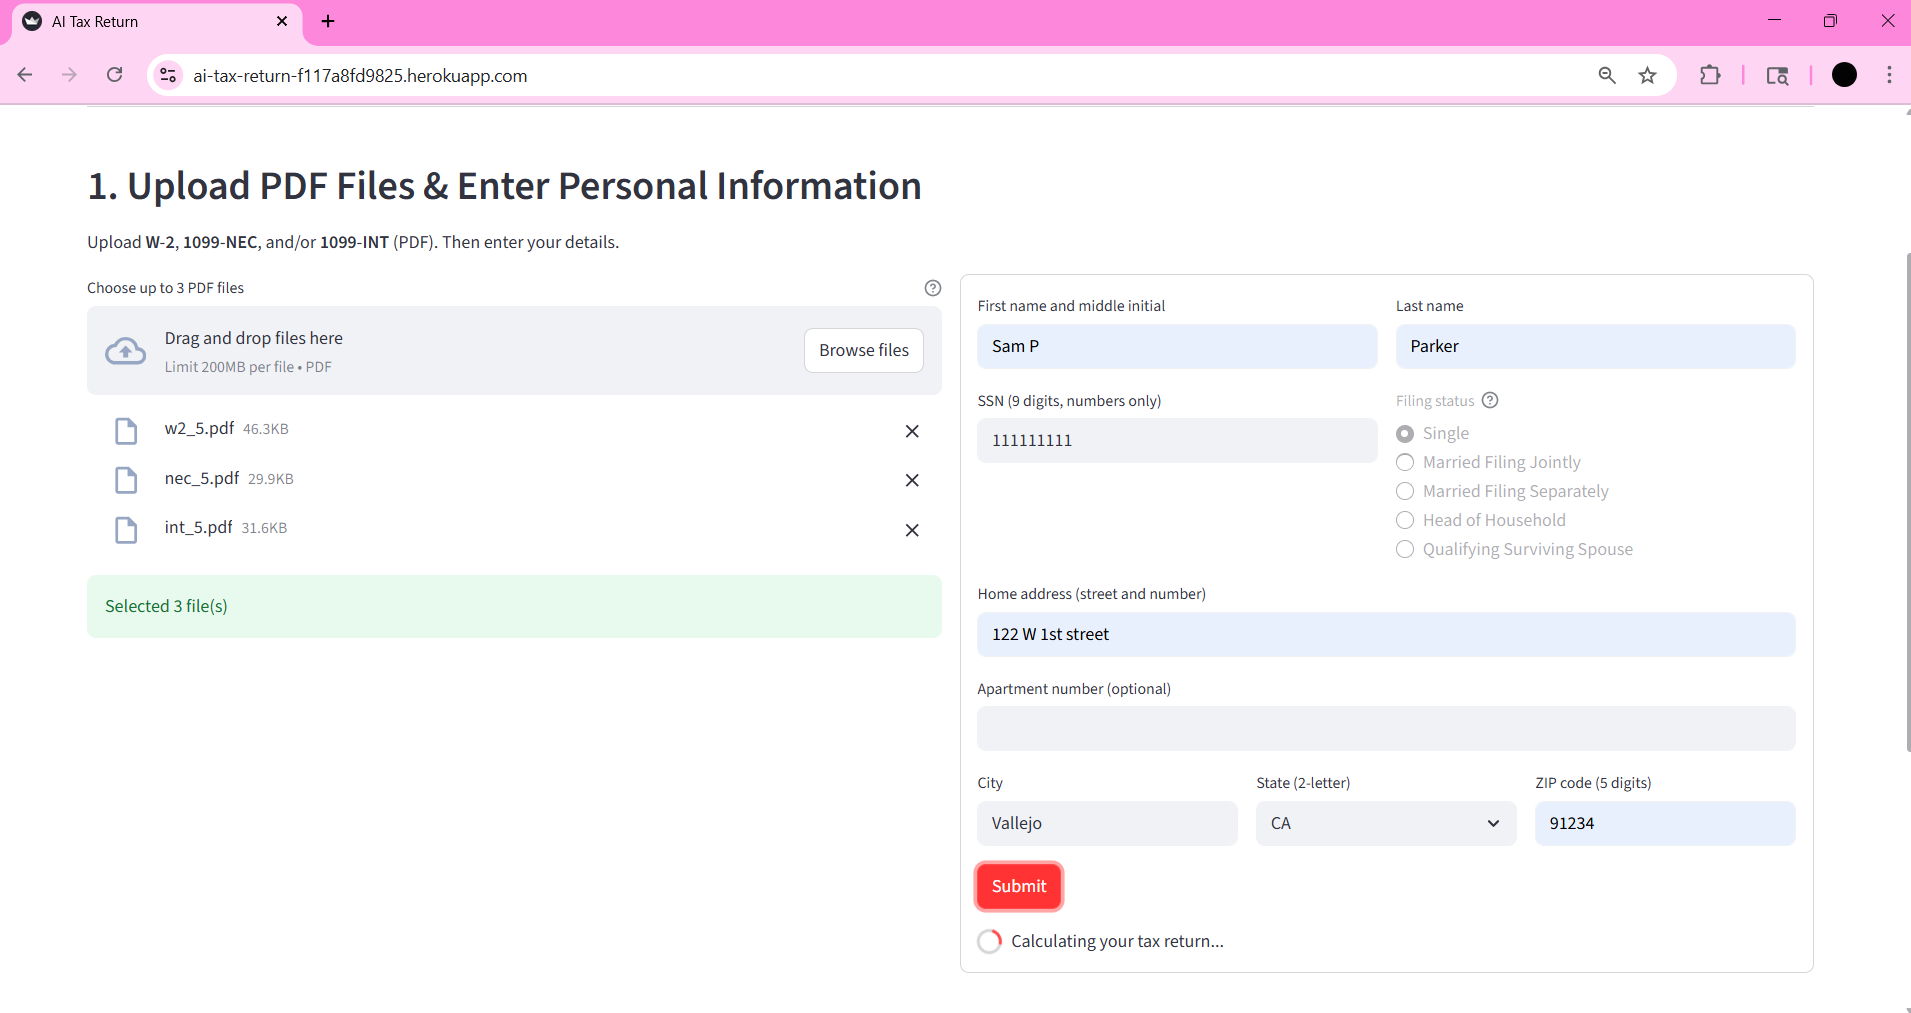 AI Tax Return
ai-tax-return-f117a8fd9825.herokuapp.com
1. Upload PDF Files & Enter Personal Information
Upload W-2, 1099-NEC, and/or 1099-INT (PDF). Then enter your details.
Choose up to 3 PDF files
Drag and drop files here
Limit 200MB per file • PDF
Browse files
w2_5.pdf 46.3KB
nec_5.pdf 29.9KB
int_5.pdf 31.6KB
Selected 3 file(s)
First name and middle initial
Sam P
Last name
Parker
SSN (9 digits, numbers only)
111111111
Filing status
Single
Married Filing Jointly
Married Filing Separately
Head of Household
Qualifying Surviving Spouse
Home address (street and number)
122 W 1st street
Apartment number (optional)
City
Vallejo
State (2-letter)
CA
ZIP code (5 digits)
91234
Submit
Calculating your tax return...